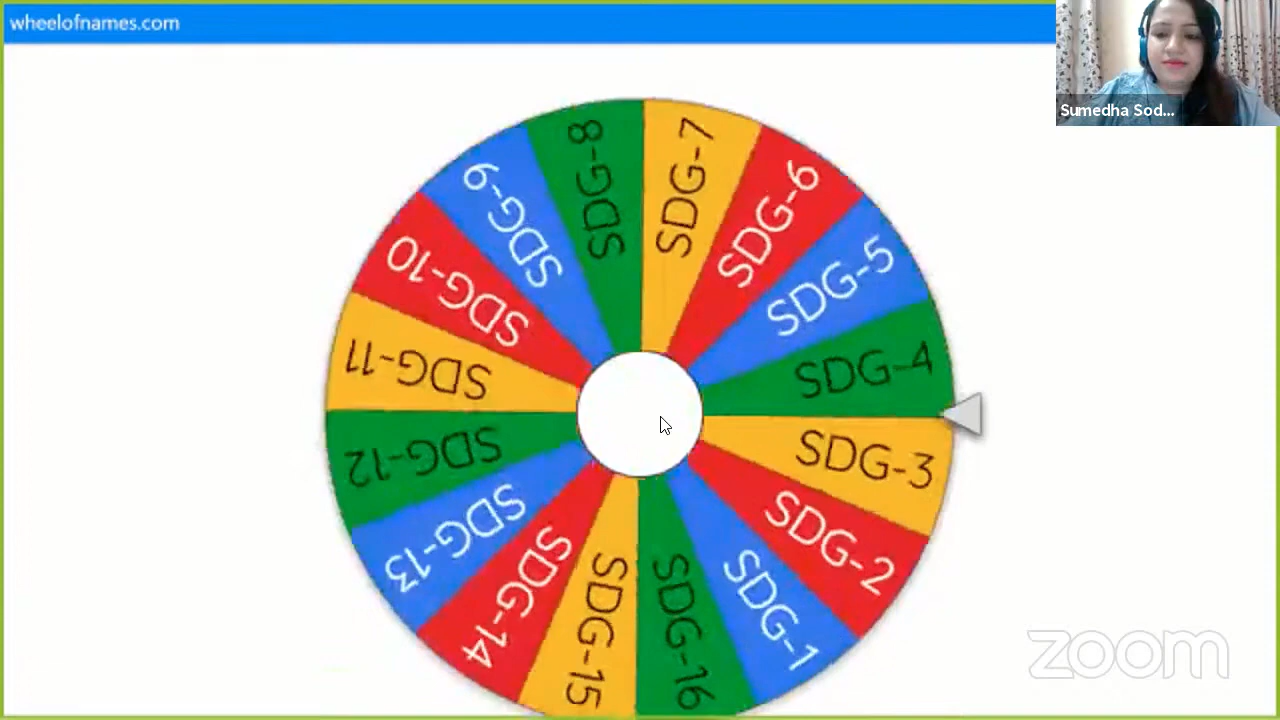 wheelofnames.com
Sumedha Sod...
SDG-7
SDG-6
SDG-5
SDG-4
SDG-3
SDG-2
SDG-1
SDG-16
SDG-15
SDG-14
SDG-13
SDG-12
SDG-11
SDG-10
SDG-9
SDG-8
zoom